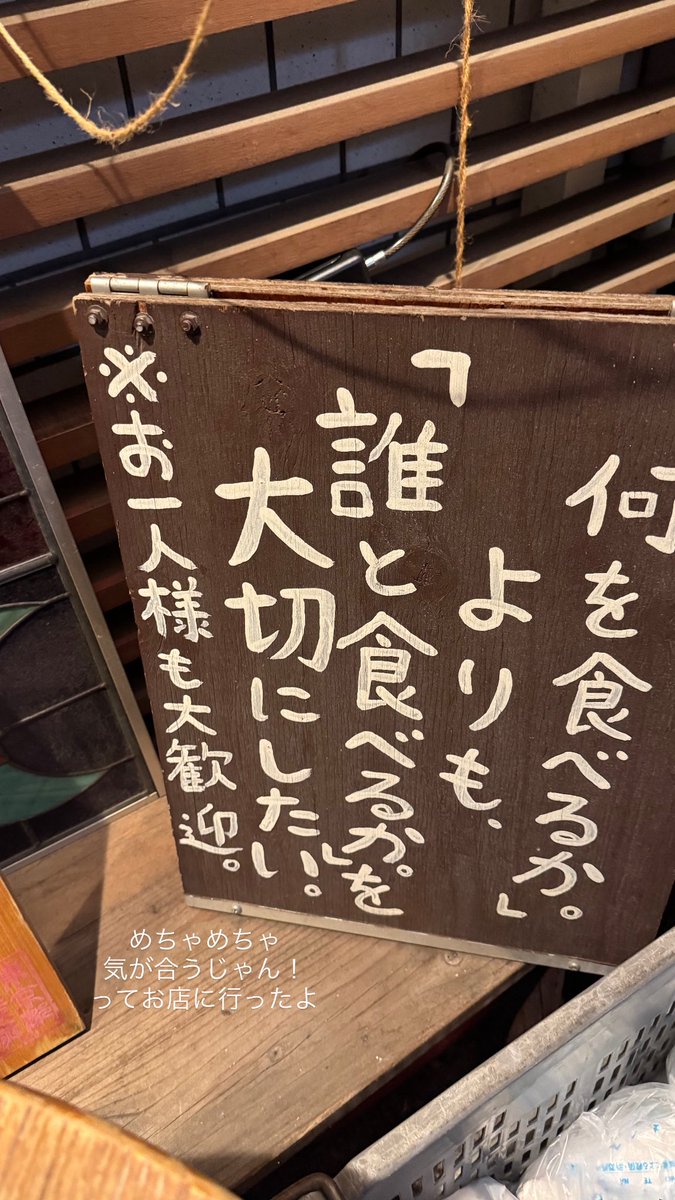 何を食べるか。」
よりも、
「誰と食べるか。」を
大切にしたい。
※お一人様も大歓迎。
めちゃめちゃ
気が合うじゃん！
ってお店に行ったよ